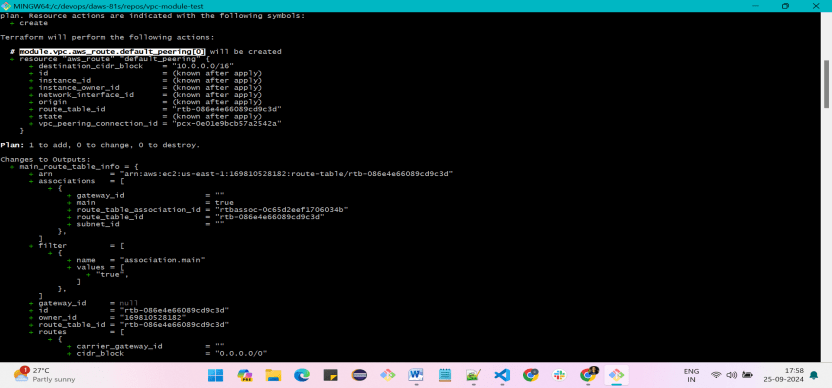 MINGW64:/c/devops/daws-81s/repos/vpc-module-test
plan. Resource actions are indicated with the following symbols:
+ create
Terraform will perform the following actions:
# module.vpc.aws_route.default_peering[0] will be created
+ resource "aws_route" "default_peering" {
+ destination_cidr_block = "10.0.0.0/16"
+ id = (known after apply)
+ instance_id = (known after apply)
+ instance_owner_id = (known after apply)
+ network_interface_id = (known after apply)
+ origin = (known after apply)
+ route_table_id = "rtb-086e4e66089cd9c3d"
+ state = (known after apply)
+ vpc_peering_connection_id = "pcx-0e01e9bcb57a2542a"
}
Plan: 1 to add, 0 to change, 0 to destroy.
Changes to Outputs:
+ main_route_table_info = {
+ arn = "arn:aws:ec2:us-east-1:169810528182:route-table/rtb-086e4e66089cd9c3d"
+ associations = [
+ {
+ gateway_id = ""
+ main = true
+ route_table_association_id = "rtbassoc-0c65d2eef1706034b"
+ route_table_id = "rtb-086e4e66089cd9c3d"
+ subnet_id = ""
},
]
+ filter = [
+ {
+ name = "association.main"
+ values = [
+ "true",
]
},
]
+ gateway_id = null
+ id = "rtb-086e4e66089cd9c3d"
+ owner_id = "169810528182"
+ route_table_id = "rtb-086e4e66089cd9c3d"
+ routes = [
+ {
+ carrier_gateway_id = ""
+ cidr_block = "0.0.0.0/0"
1
27°C
Partly sunny
ENG
IN
17:58
25-09-2024